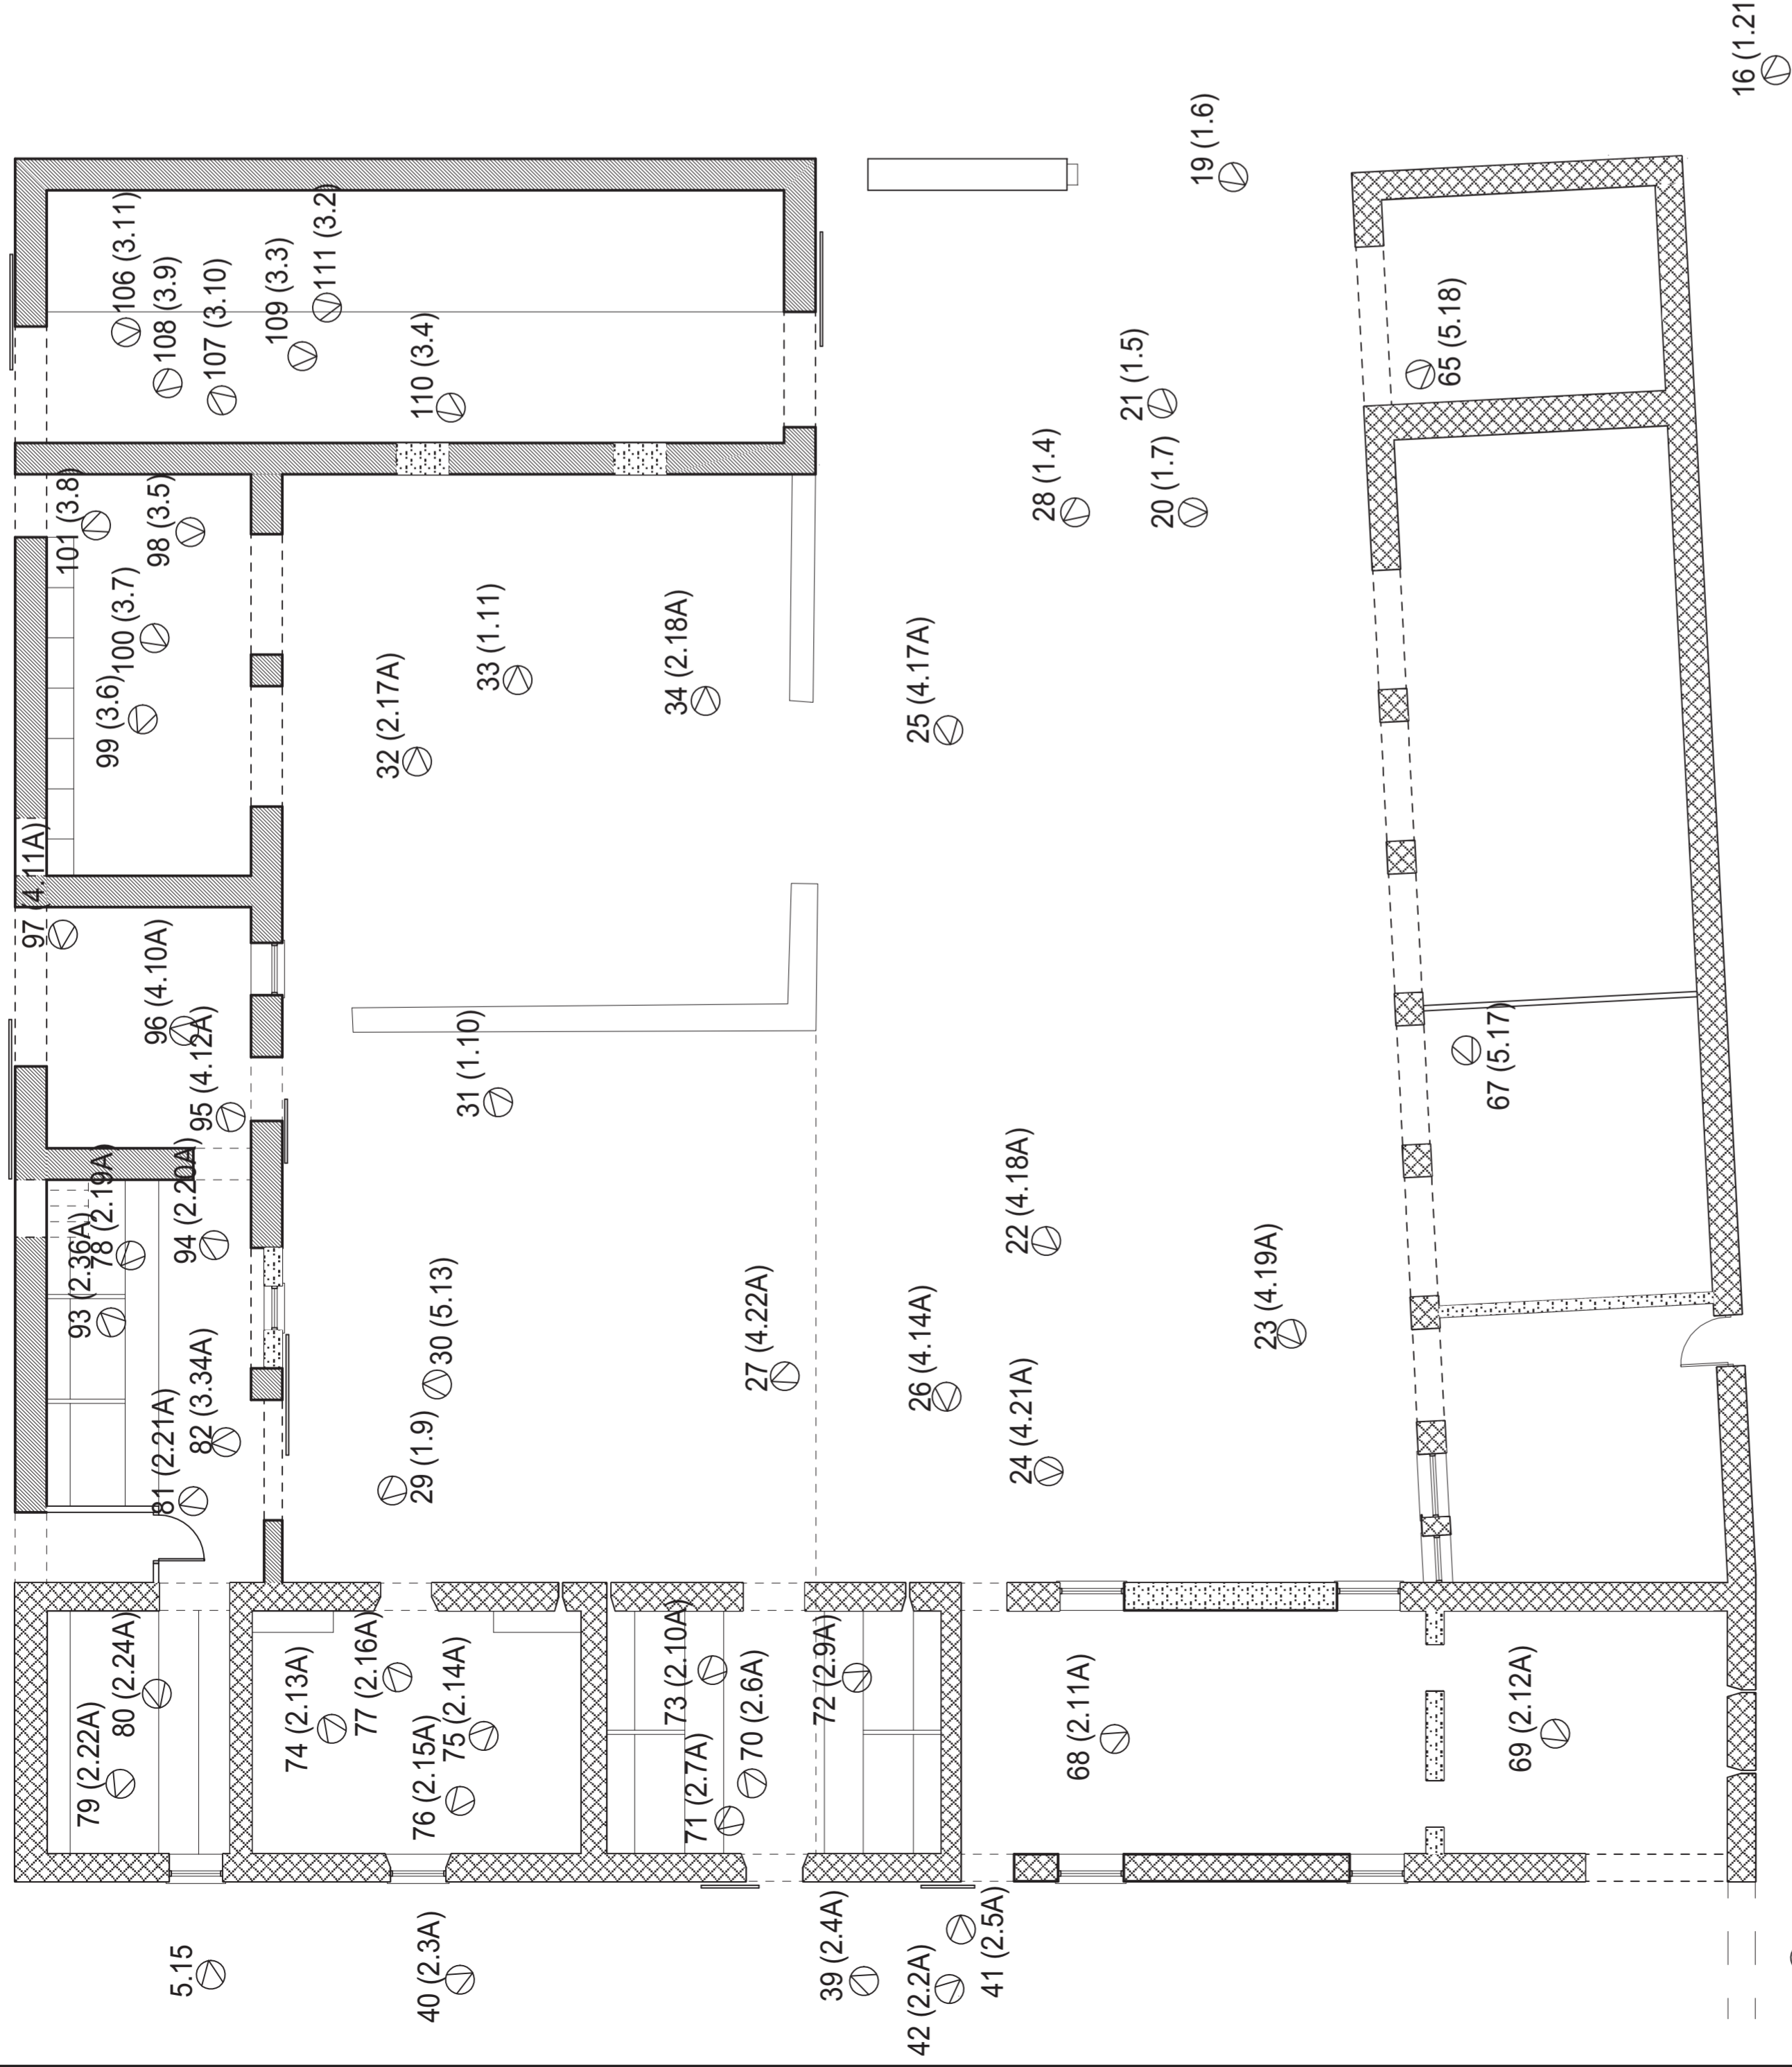 16 (1.21
19 (1.6)
106 (3.11)
108 (3.9)
107 (3.10)
109 (3.3)
111 (3.2)
110 (3.4)
65 (5.18)
21 (1.5)
28 (1.4)
20 (1.7)
101 (3.8)
98 (3.5)
100 (3.7)
99 (3.6)
33 (1.11)
34 (2.18A)
32 (2.17A)
25 (4.17A)
97 (4.11A)
96 (4.10A)
95 (4.12A)
31 (1.10)
67 (5.17)
78 (2.19A)
94 (2.20A)
93 (2.36A)
22 (4.18A)
23 (4.19A)
30 (5.13)
27 (4.22A)
26 (4.14A)
82 (3.34A)
81 (2.21A)
29 (1.9)
24 (4.21A)
80 (2.24A)
79 (2.22A)
74 (2.13A)
77 (2.16A)
75 (2.14A)
76 (2.15A)
73 (2.10A)
70 (2.6A)
71 (2.7A)
72 (2.9A)
68 (2.11A)
69 (2.12A)
5.15
40 (2.3A)
39 (2.4A)
42 (2.2A)
41 (2.5A)